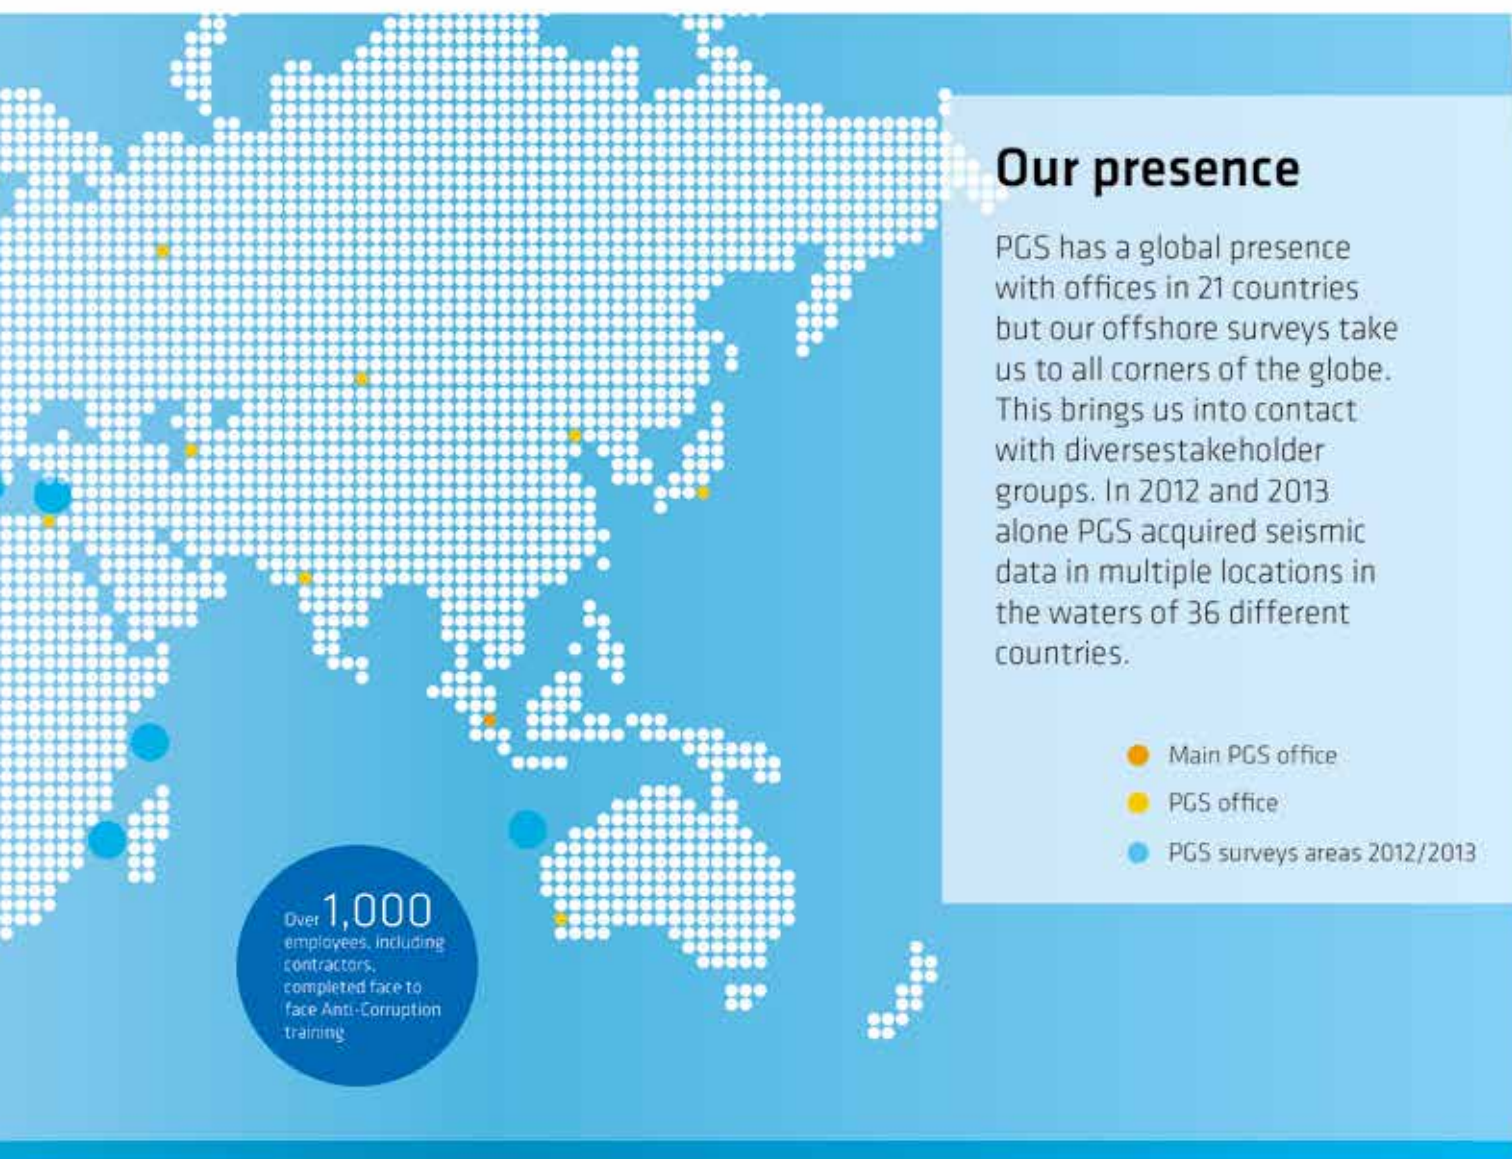 Our presence
PGS has a global presence
with offices in 21 countries
but our offshore surveys take
us to all corners of the globe.
This brings us into contact
with diversestakeholder
groups. In 2012 and 2013
alone PGS acquired seismic
data in multiple locations in
the waters of 36 different
countries.
Main PGS office
PGS office
PGS surveys areas 2012/2013
Over 1,000
employees, including
contractors,
completed face to
face Anti-Corruption
training